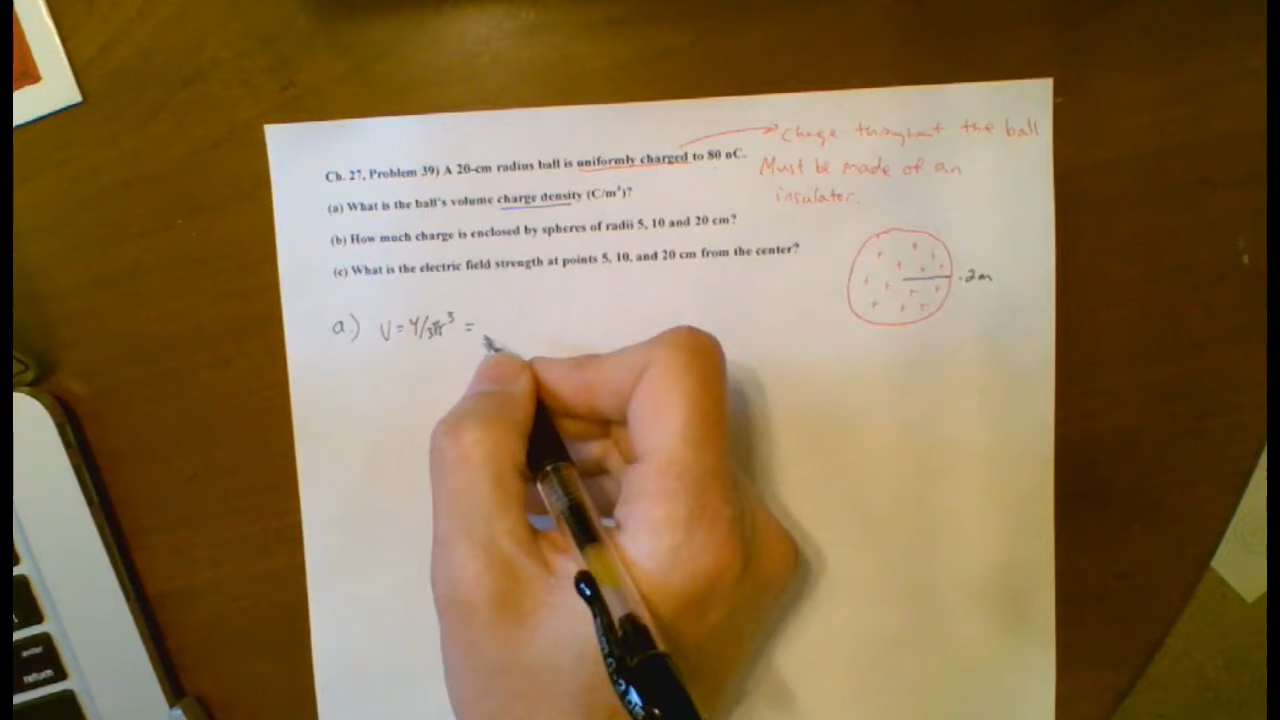 Charge throughout the ball
Ch. 27, Problem 39) A 20-cm radius ball is uniformly charged to 80 nC.
Must be made of an
insulator.
(a) What is the ball's volume charge density (C/m³)?
(b) How much charge is enclosed by spheres of radii 5, 10 and 20 cm?
(c) What is the electric field strength at points 5, 10, and 20 cm from the center?
.2m
a.) V = 4/3πr³ =
enter
return